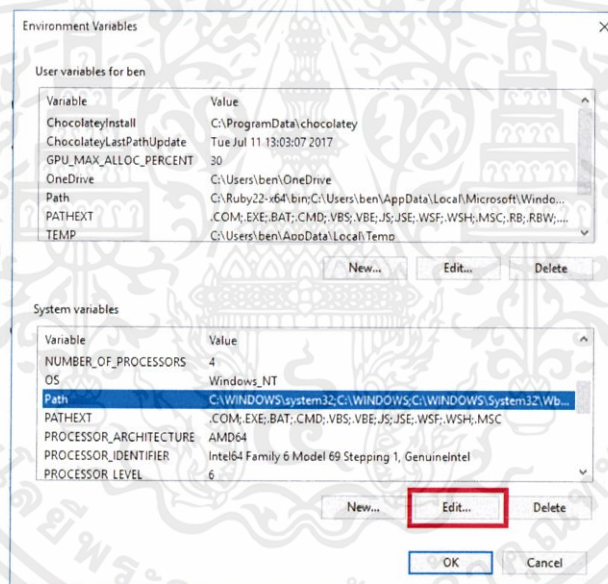 Environment Variables
User variables for ben
Variable Value
ChocolateyInstall C:\ProgramData\chocolatey
ChocolateyLastPathUpdate Tue Jul 11 13:03:07 2017
GPU_MAX_ALLOC_PERCENT 30
OneDrive C:\Users\ben\OneDrive
Path C:\Ruby22-x64\bin;C:\Users\ben\AppData\Local\Microsoft\Windo...
PATHEXT .COM;.EXE;.BAT;.CMD;.VBS;.VBE;.JS;.JSE;.WSF;.WSH;.MSC;.RB;.RBW;....
TEMP C:\Users\ben\AppData\Local\Temp
New... Edit... Delete
System variables
Variable Value
NUMBER_OF_PROCESSORS 4
OS Windows_NT
Path C:\WINDOWS\system32;C:\WINDOWS;C:\WINDOWS\System32\Wb...
PATHEXT .COM;.EXE;.BAT;.CMD;.VBS;.VBE;.JS;.JSE;.WSF;.WSH;.MSC
PROCESSOR_ARCHITECTURE AMD64
PROCESSOR_IDENTIFIER Intel64 Family 6 Model 69 Stepping 1, GenuineIntel
PROCESSOR_LEVEL 6
New... Edit... Delete
OK Cancel